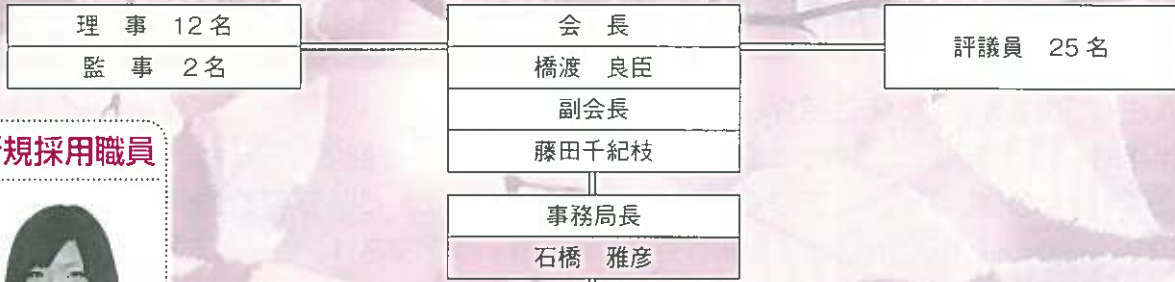 理　事　12名
監　事　2名
会　長
橋渡　良臣
副会長
藤田千紀枝
評議員　25名
事務局長
石橋　雅彦
規採用職員